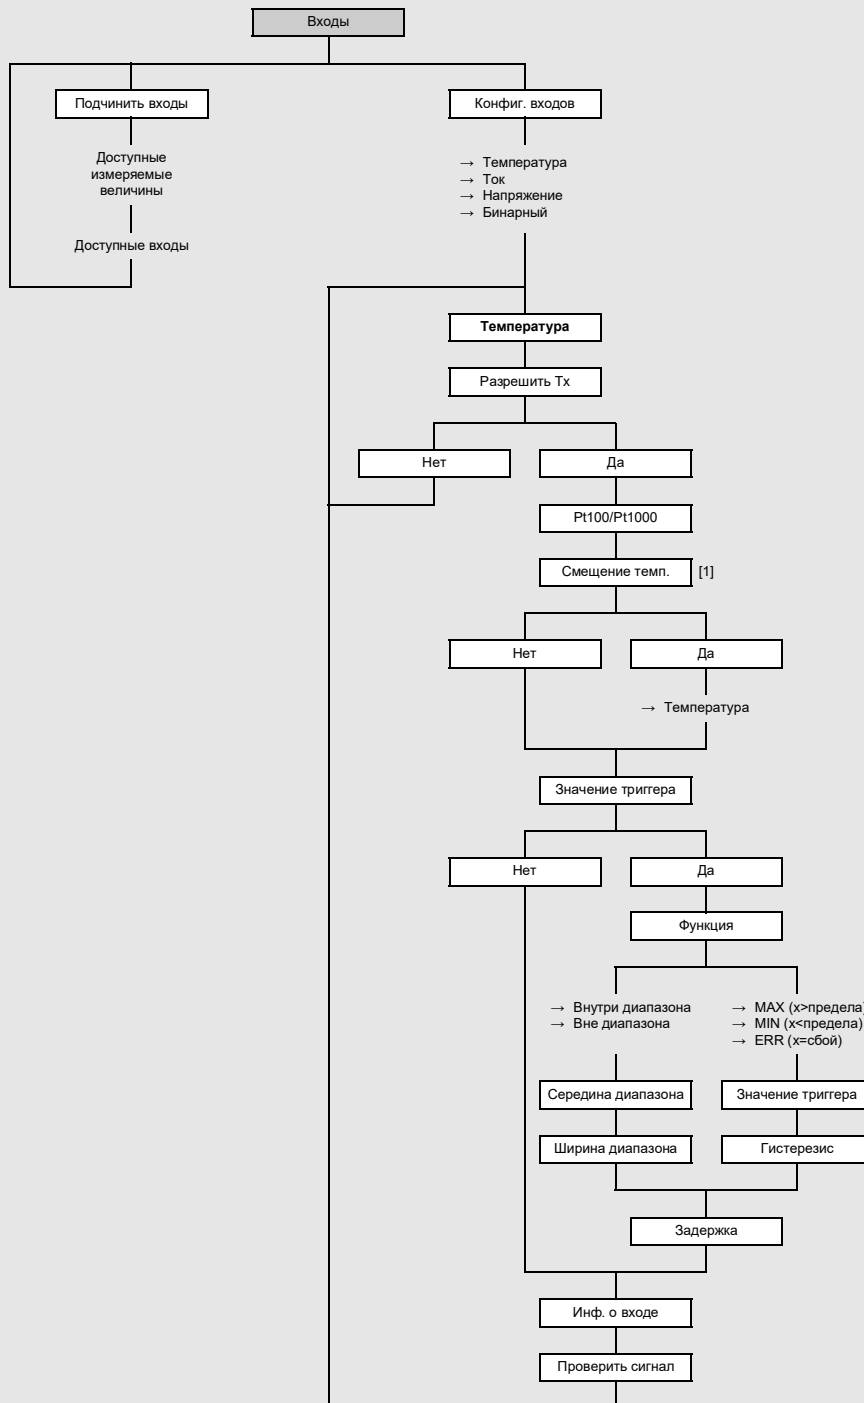 Входы
Подчинить входы
Конфиг. входов
Доступные
измеряемые
величины
→ Температура
→ Ток
→ Напряжение
→ Бинарный
Доступные входы
Температура
Разрешить Tx
Нет
Да
Pt100/Pt1000
Смещение темп.
[1]
Нет
Да
→ Температура
Значение триггера
Нет
Да
Функция
→ Внутри диапазона
→ Вне диапазона
→ MAX (x>предела)
→ MIN (x<предела)
→ ERR (x=сбой)
Середина диапазона
Значение триггера
Ширина диапазона
Гистерезис
Задержка
Инф. о входе
Проверить сигнал